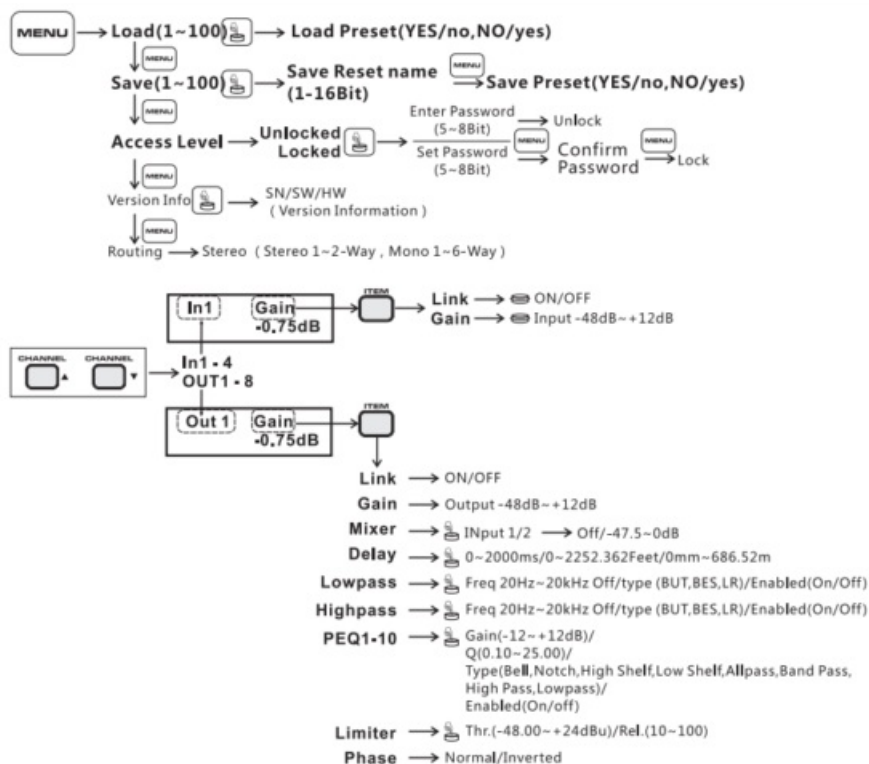 MENU → Load(1~100) → Load Preset(YES/no,NO/yes)
MENU
Save(1~100) → Save Reset name (1-16Bit) MENU → Save Preset(YES/no,NO/yes)
MENU
Access Level → Unlocked Locked → Enter Password (5~8Bit) → Unlock
Set Password (5~8Bit) MENU → Confirm Password MENU → Lock
MENU
Version Info → SN/SW/HW
( Version Information )
MENU
Routing → Stereo ( Stereo 1~2-Way , Mono 1~6-Way )
In1 Gain
-0.75dB
ITEM
Link → ON/OFF
Gain → Input -48dB~+12dB
CHANNEL ▲ CHANNEL ▼
In1 - 4
OUT1 - 8
Out 1 Gain
-0.75dB
ITEM
Link → ON/OFF
Gain → Output -48dB~+12dB
Mixer → INput 1/2 → Off/-47.5~0dB
Delay → 0~2000ms/0~2252.362Feet/0mm~686.52m
Lowpass → Freq 20Hz~20kHz Off/type (BUT,BES,LR)/Enabled(On/Off)
Highpass → Freq 20Hz~20kHz Off/type (BUT,BES,LR)/Enabled(On/Off)
PEQ1-10 → Gain(-12~+12dB)/
Q(0.10~25.00)/
Type(Bell,Notch,High Shelf,Low Shelf,Allpass,Band Pass,
High Pass,Lowpass)/
Enabled(On/off)
Limiter → Thr.(-48.00~+24dBu)/Rel.(10~100)
Phase → Normal/Inverted